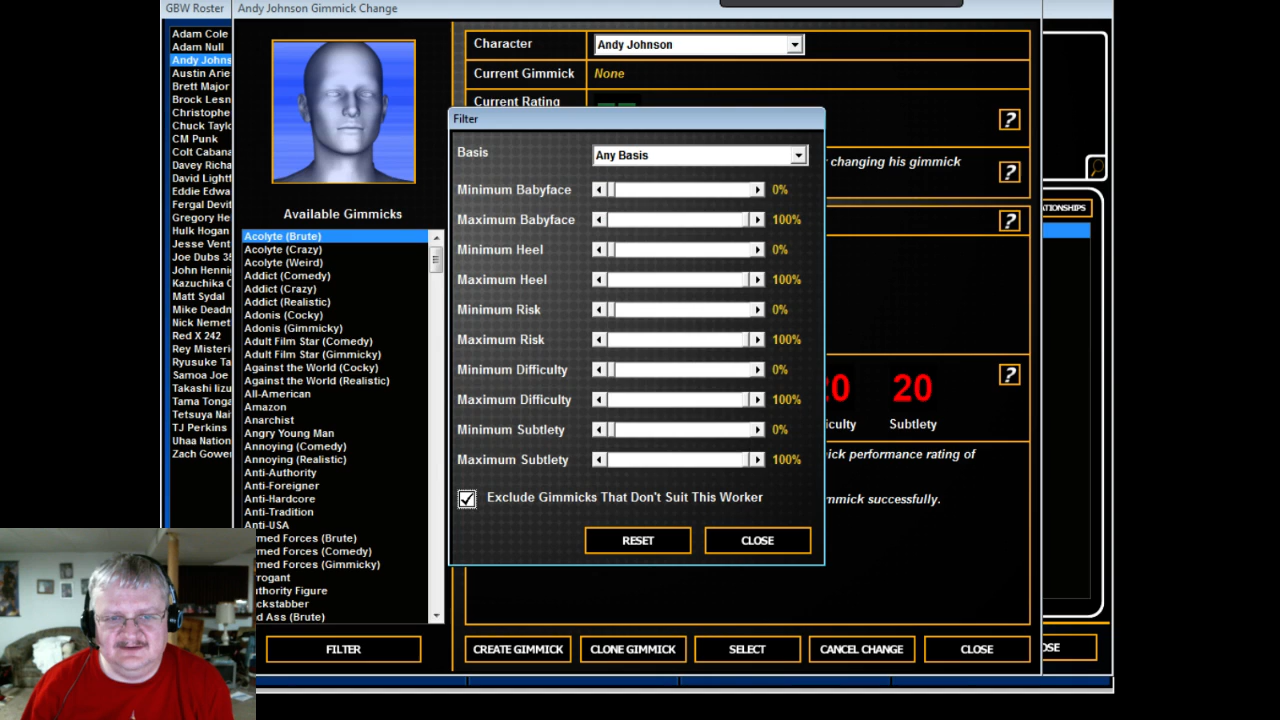 GBW Roster
Andy Johnson Gimmick Change
Adam Cole
Adam Null
Andy Johns
Austin Arie
Brett Major
Brock Lesn
Christophe
Chuck Taylo
CM Punk
Colt Cabana
Davey Richa
David Lightf
Eddie Edwa
Fergal Devit
Gregory He
Hulk Hogan
Jesse Vent
Joe Dubs 35
John Hennig
Kazuchika O
Matt Sydal
Mike Deadm
Nick Nemet
Red X 242
Rey Misteri
Ryusuke Ta
Samoa Joe
Takashi Iizu
Tama Tonga
Tetsuya Nai
TJ Perkins
Uhaa Nation
Zach Gower
Available Gimmicks
Acolyte (Brute)
Acolyte (Crazy)
Acolyte (Weird)
Addict (Comedy)
Addict (Crazy)
Addict (Realistic)
Adonis (Cocky)
Adonis (Gimmicky)
Adult Film Star (Comedy)
Adult Film Star (Gimmicky)
Against the World (Cocky)
Against the World (Realistic)
All-American
Amazon
Anarchist
Angry Young Man
Annoying (Comedy)
Annoying (Realistic)
Anti-Authority
Anti-Foreigner
Anti-Hardcore
Anti-Tradition
Anti-USA
rmed Forces (Brute)
rmed Forces (Comedy)
rmed Forces (Gimmicky)
rrogant
uthority Figure
ckstabber
d Ass (Brute)
FILTER
Character
Andy Johnson
Current Gimmick
None
Current Rating
?
changing his gimmick
?
?
ATIONSHIPS
Filter
Basis
Any Basis
Minimum Babyface
0%
Maximum Babyface
100%
Minimum Heel
0%
Maximum Heel
100%
Minimum Risk
0%
Maximum Risk
100%
Minimum Difficulty
0%
Maximum Difficulty
100%
Minimum Subtlety
0%
Maximum Subtlety
100%
Exclude Gimmicks That Don't Suit This Worker
RESET
CLOSE
20
20
?
iculty
Subtlety
ick performance rating of
mmick successfully.
CREATE GIMMICK
CLONE GIMMICK
SELECT
CANCEL CHANGE
CLOSE
OSE